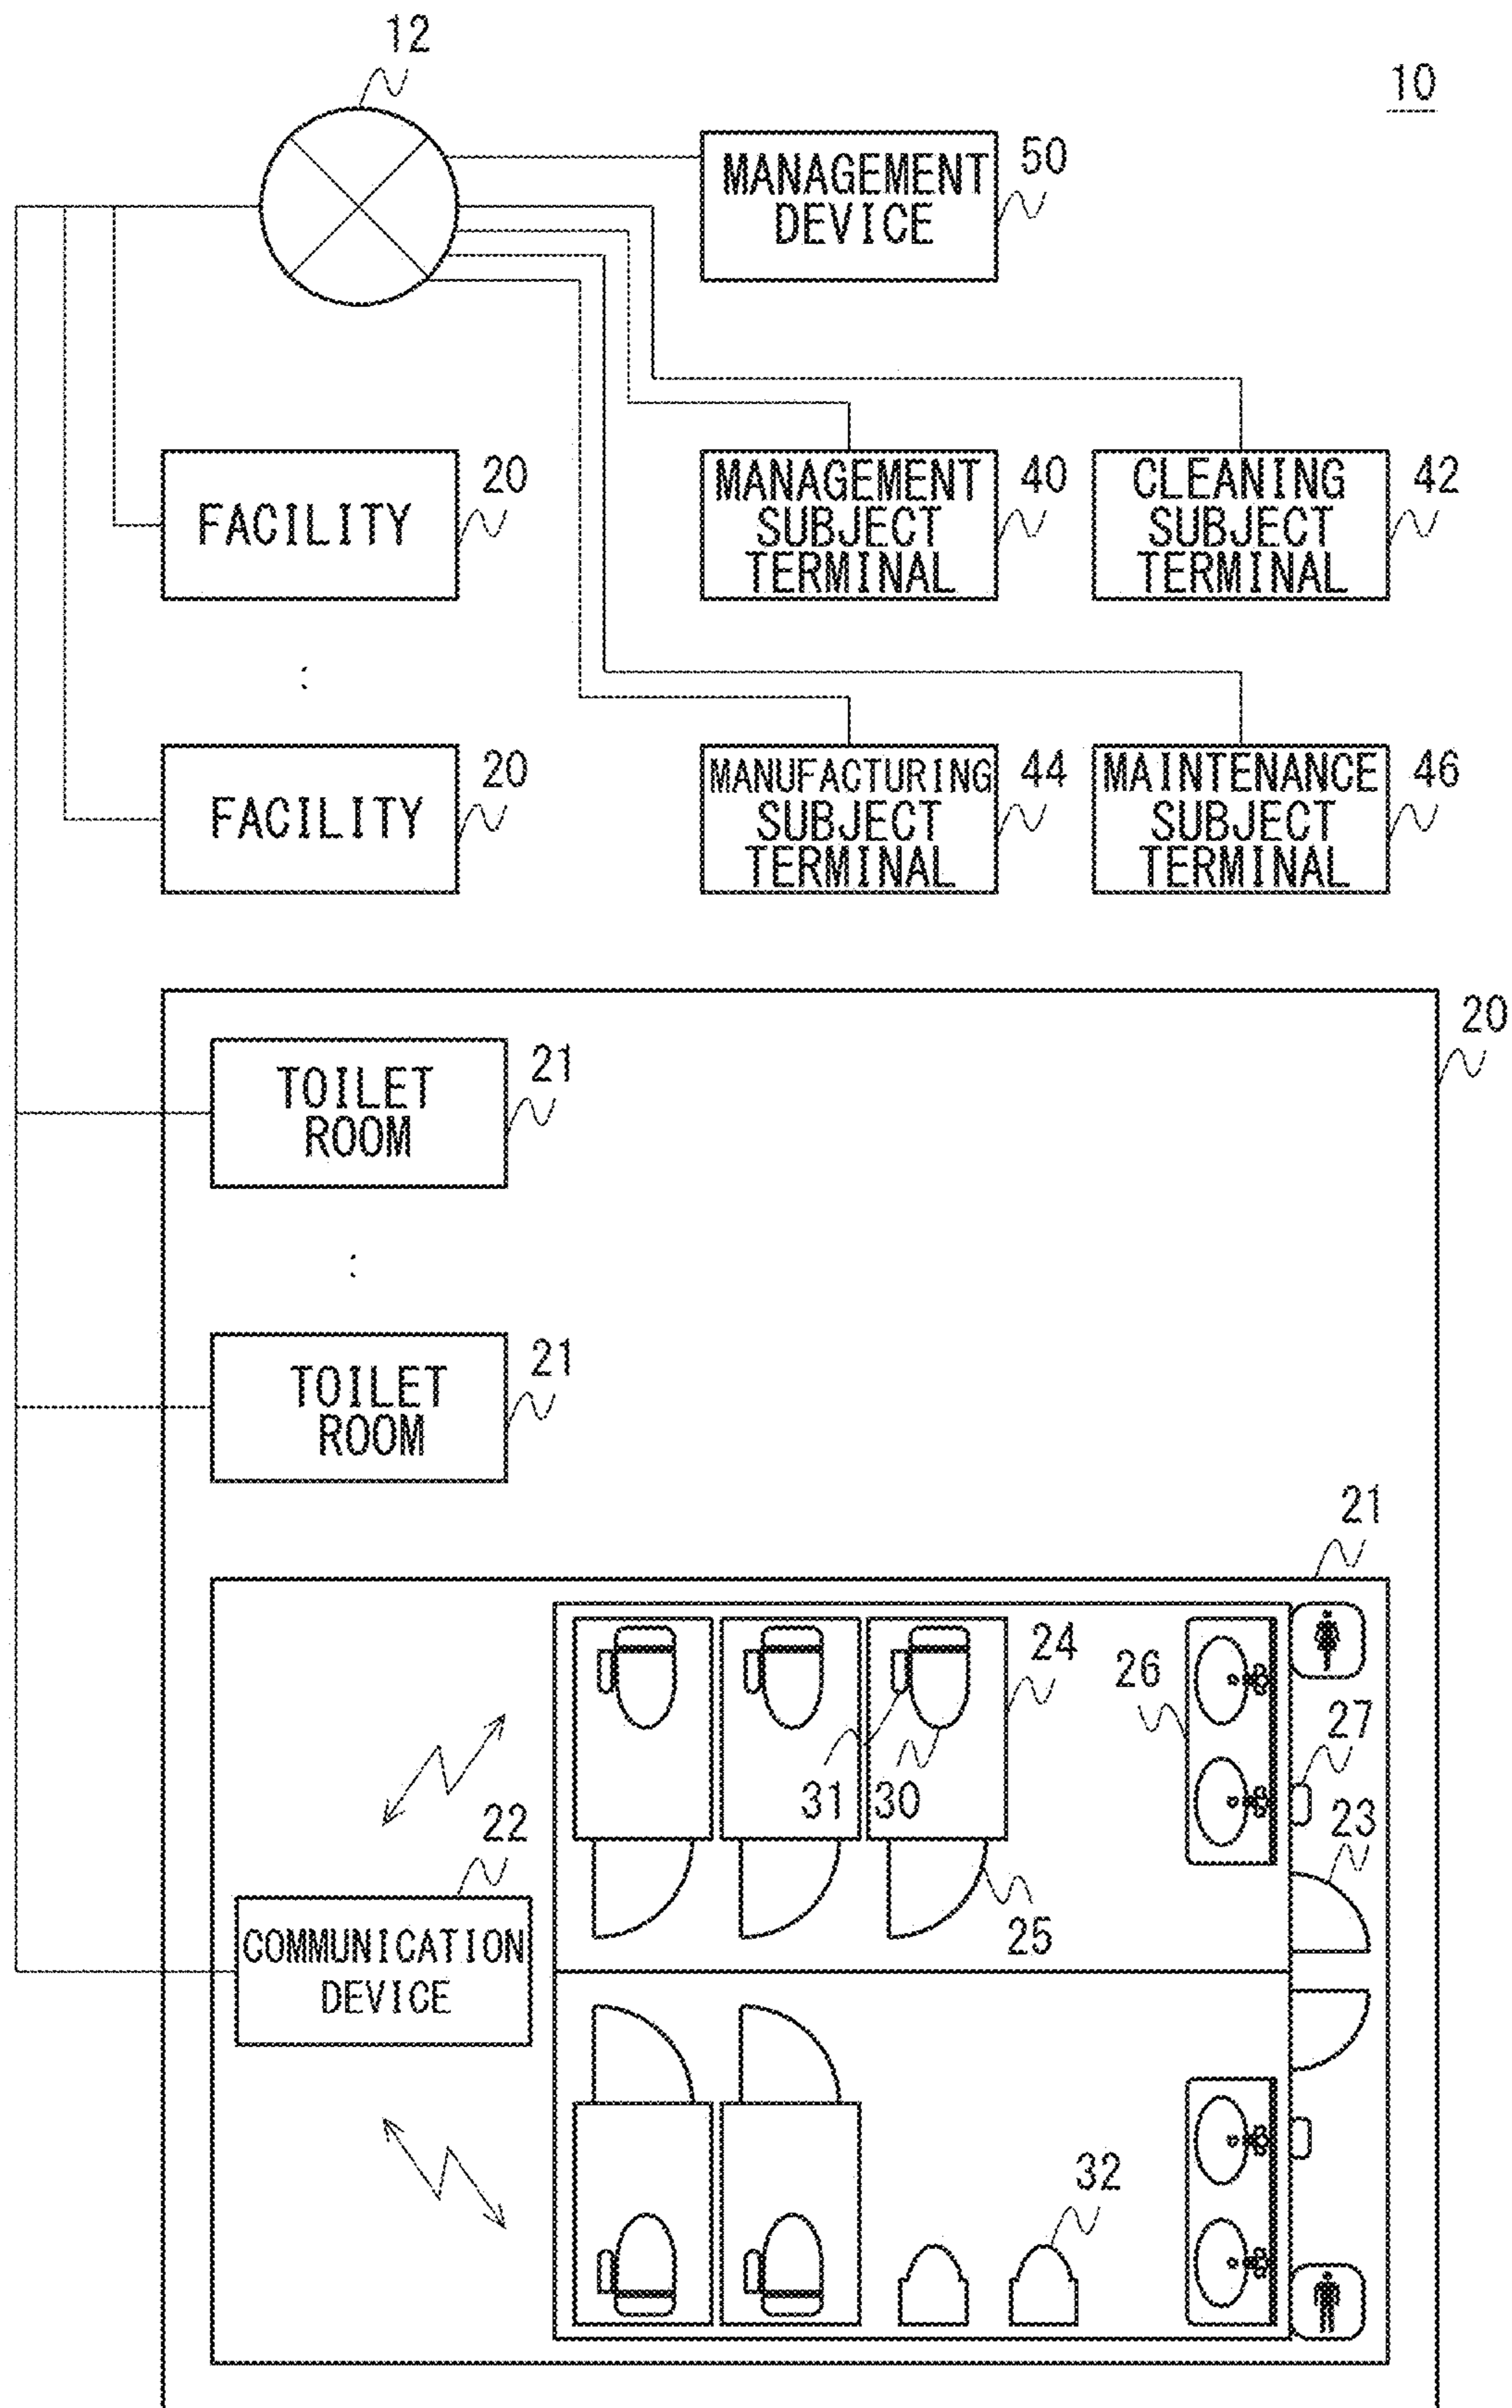 12
10
MANAGEMENT
DEVICE
50
FACILITY
20
MANAGEMENT
SUBJECT
TERMINAL
40
CLEANING
SUBJECT
TERMINAL
42
FACILITY
20
MANUFACTURING
SUBJECT
TERMINAL
44
MAINTENANCE
SUBJECT
TERMINAL
46
20
TOILET
ROOM
21
TOILET
ROOM
21
21
24
26
27
31
30
23
22
25
COMMUNICATION
DEVICE
32